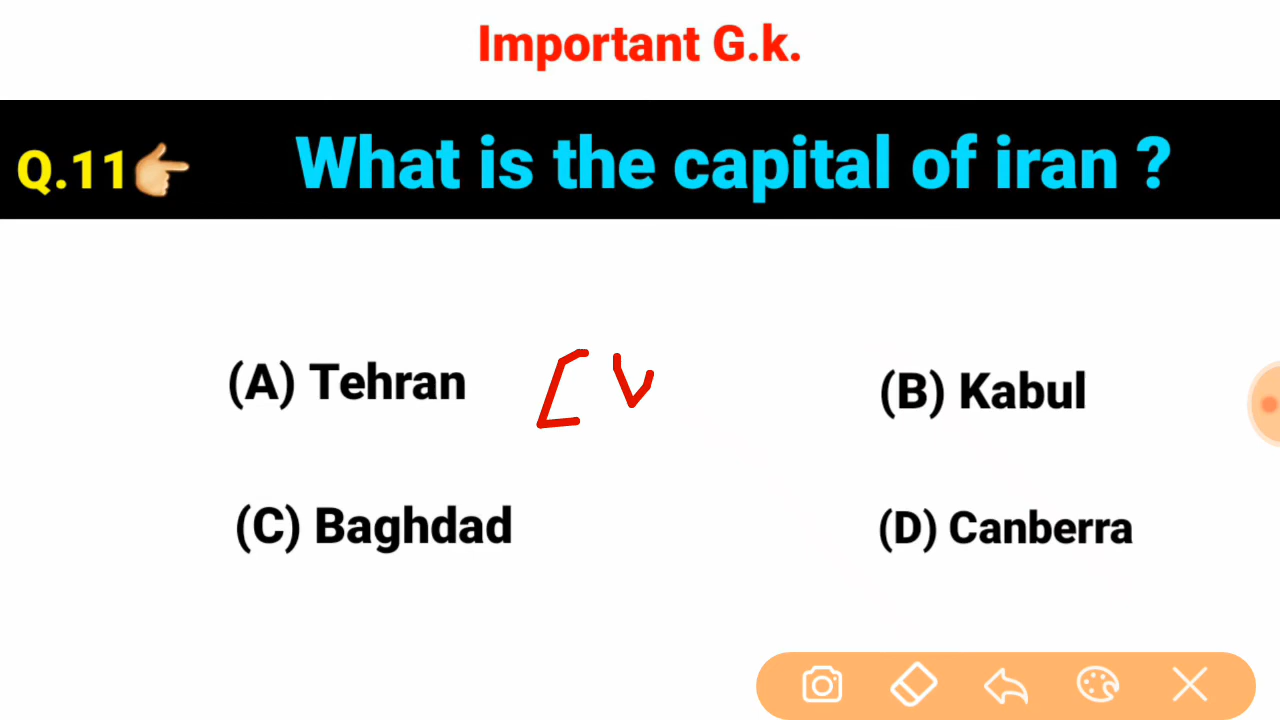 Important G.k.
Q.11 What is the capital of iran ?
(A) Tehran
(B) Kabul
(C) Baghdad
(D) Canberra